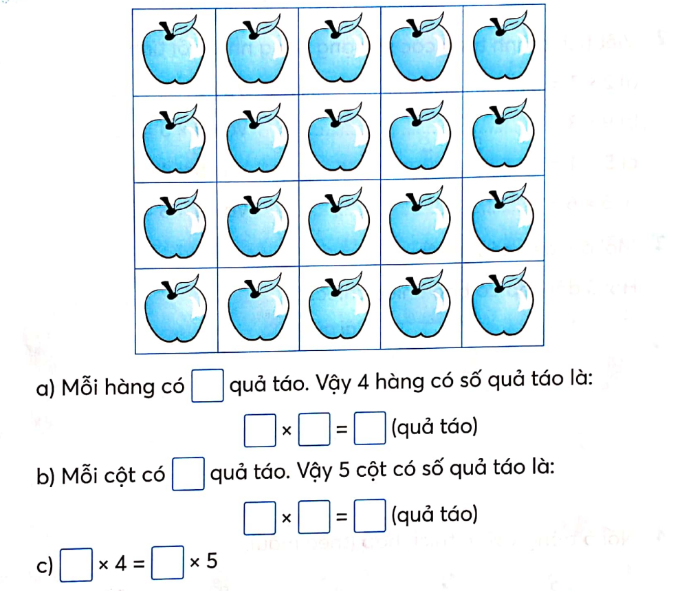 a) Mỗi hàng có □ quả táo. Vậy 4 hàng có số quả táo là:
□ × □ = □ (quả táo)
b) Mỗi cột có □ quả táo. Vậy 5 cột có số quả táo là:
□ × □ = □ (quả táo)
c) □ × 4 = □ × 5